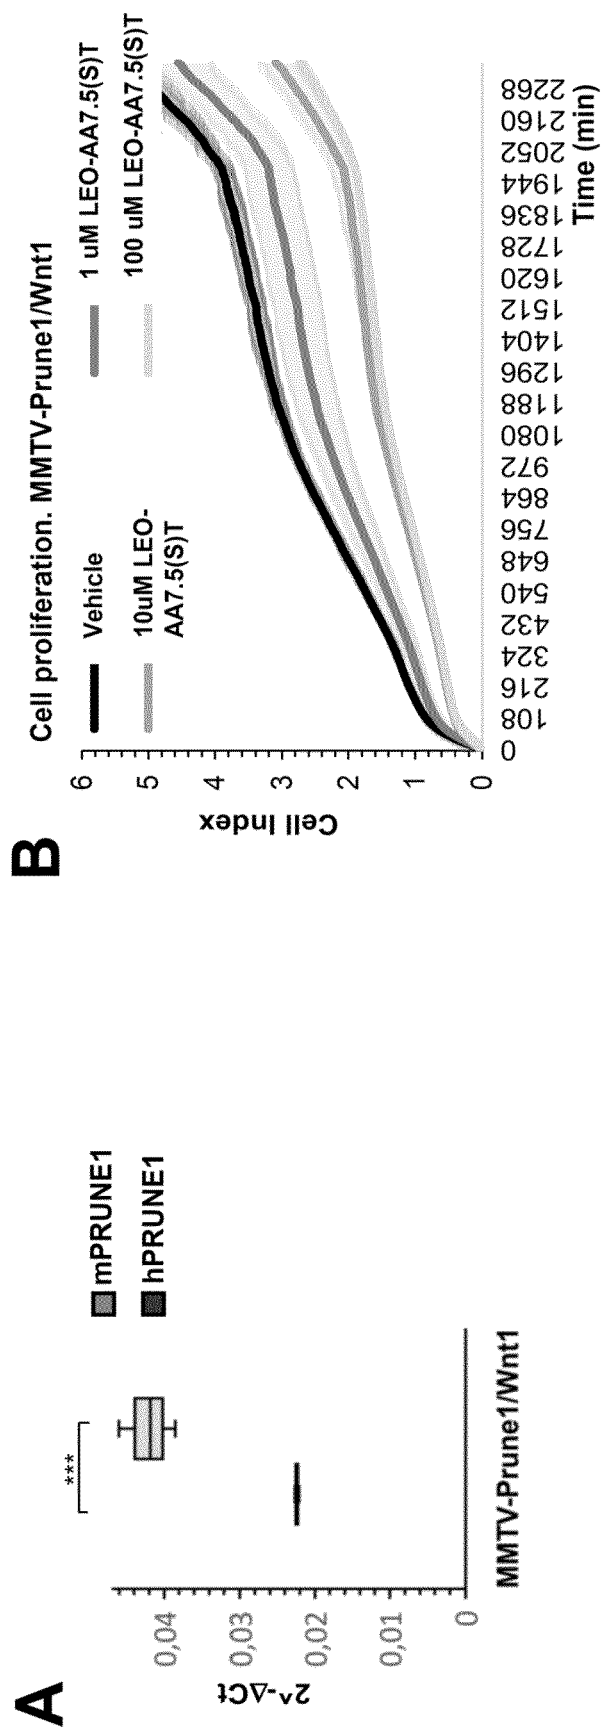 A
2^-ΔCt
0,04
0,03
0,02
0,01
0
***
mPRUNE1
hPRUNE1
MMTV-Prune1/Wnt1
B
Cell proliferation. MMTV-Prune1/Wnt1
Vehicle
1 uM LEO-AA7.5(S)T
10uM LEO-
AA7.5(S)T
100 uM LEO-AA7.5(S)T
Cell Index
6
5
4
3
2
1
0
0
108
216
324
432
540
648
756
864
972
1080
1188
1296
1404
1512
1620
1728
1836
1944
2052
2160
2268
Time (min)